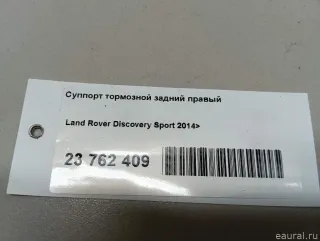 Суппорт тормозной задний правый
Land Rover Discovery Sport 2014>
23 762 409
eaural.ru